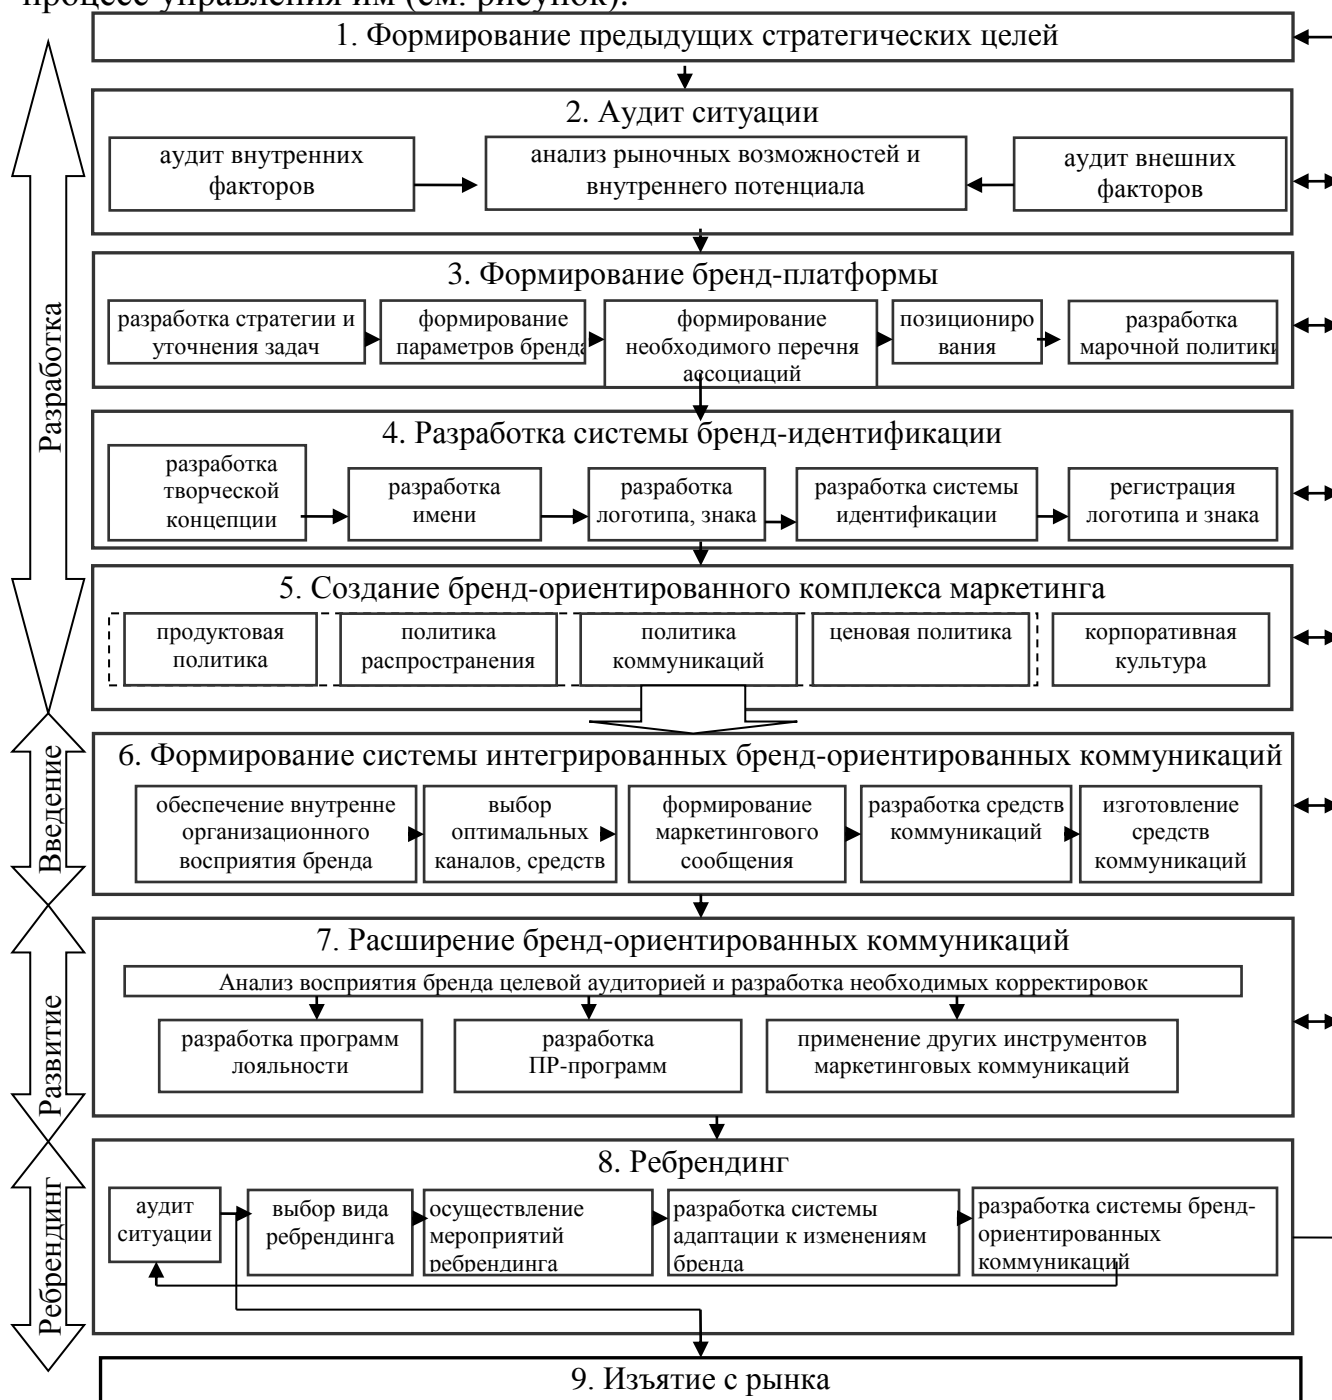 процессе управления им (см. рисунок).
1. Формирование предыдущих стратегических целей
2. Аудит ситуации
аудит внутренних
факторов
анализ рыночных возможностей и
внутреннего потенциала
аудит внешних
факторов
3. Формирование бренд-платформы
разработка стратегии и
уточнения задач
формирование
параметров бренда
формирование
необходимого перечня
ассоциаций
позициониро
вания
разработка
марочной политики
Разработка
4. Разработка системы бренд-идентификации
разработка
творческой
концепции
разработка
имени
разработка
логотипа, знака
разработка системы
идентификации
регистрация
логотипа и знака
5. Создание бренд-ориентированного комплекса маркетинга
продуктовая
политика
политика
распространения
политика
коммуникаций
ценовая политика
корпоративная
культура
Введение
6. Формирование системы интегрированных бренд-ориентированных коммуникаций
обеспечение внутренне
организационного
восприятия бренда
выбор
оптимальных
каналов, средств
формирование
маркетингового
сообщения
разработка средств
коммуникаций
изготовление
средств
коммуникаций
Развитие
7. Расширение бренд-ориентированных коммуникаций
Анализ восприятия бренда целевой аудиторией и разработка необходимых корректировок
разработка программ
лояльности
разработка
ПР-программ
применение других инструментов
маркетинговых коммуникаций
Ребрендинг
8. Ребрендинг
аудит
ситуации
выбор вида
ребрендинга
осуществление
мероприятий
ребрендинга
разработка системы
адаптации к изменениям
бренда
разработка системы бренд-
ориентированных
коммуникаций
9. Изъятие с рынка